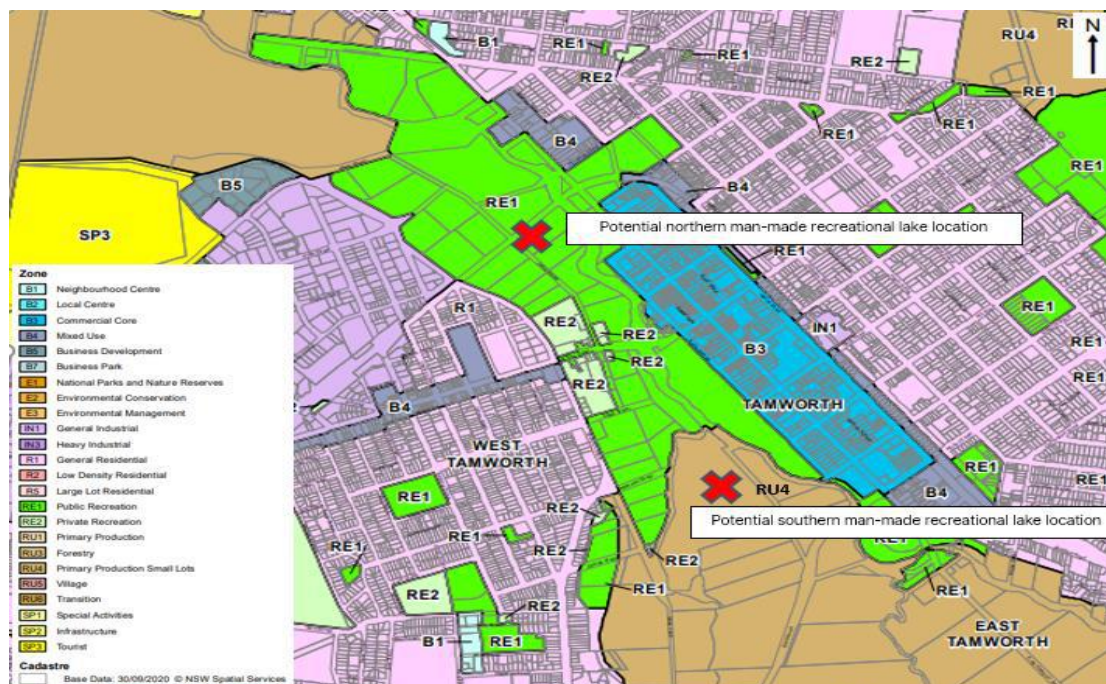 B1
RE1
RE2
RE2
RU4
N
RE1
RE1
RE1
B4
RE1
B5
B4
RE1
RE1
SP3
Potential northern man-made recreational lake location
RE1
RE1
R1
IN1
RE2
RE2
RE2
B3
RE1
RE2
RE1
B4
TAMWORTH
WEST
TAMWORTH
RE1
RU4
RE1
B4
Potential southern man-made recreational lake location
RE2
RE1
RE2
RE1
RE2
RE1
RE1
RE2
RE2
B1
RE1
EAST
TAMWORTH
Zone
B1 Neighbourhood Centre
B2 Local Centre
B3 Commercial Core
B4 Mixed Use
B5 Business Development
B7 Business Park
E1 National Parks and Nature Reserves
E2 Environmental Conservation
E3 Environmental Management
IN1 General Industrial
IN3 Heavy Industrial
R1 General Residential
R2 Low Density Residential
R5 Large Lot Residential
RE1 Public Recreation
RE2 Private Recreation
RU1 Primary Production
RU3 Forestry
RU4 Primary Production Small Lots
RU5 Village
RU6 Transition
SP1 Special Activities
SP2 Infrastructure
SP3 Tourist
Cadastre
Base Data: 30/09/2020 © NSW Spatial Services